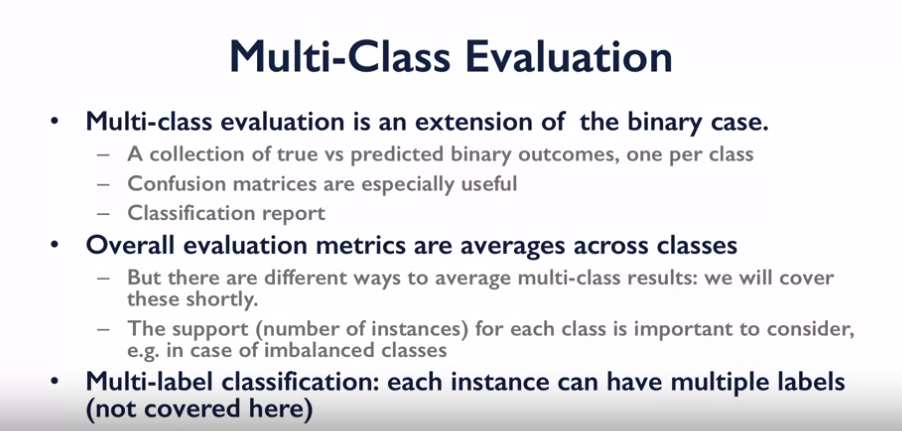 Multi-Class Evaluation
• Multi-class evaluation is an extension of the binary case.
– A collection of true vs predicted binary outcomes, one per class
– Confusion matrices are especially useful
– Classification report
• Overall evaluation metrics are averages across classes
– But there are different ways to average multi-class results: we will cover
these shortly.
– The support (number of instances) for each class is important to consider,
e.g. in case of imbalanced classes
• Multi-label classification: each instance can have multiple labels
(not covered here)